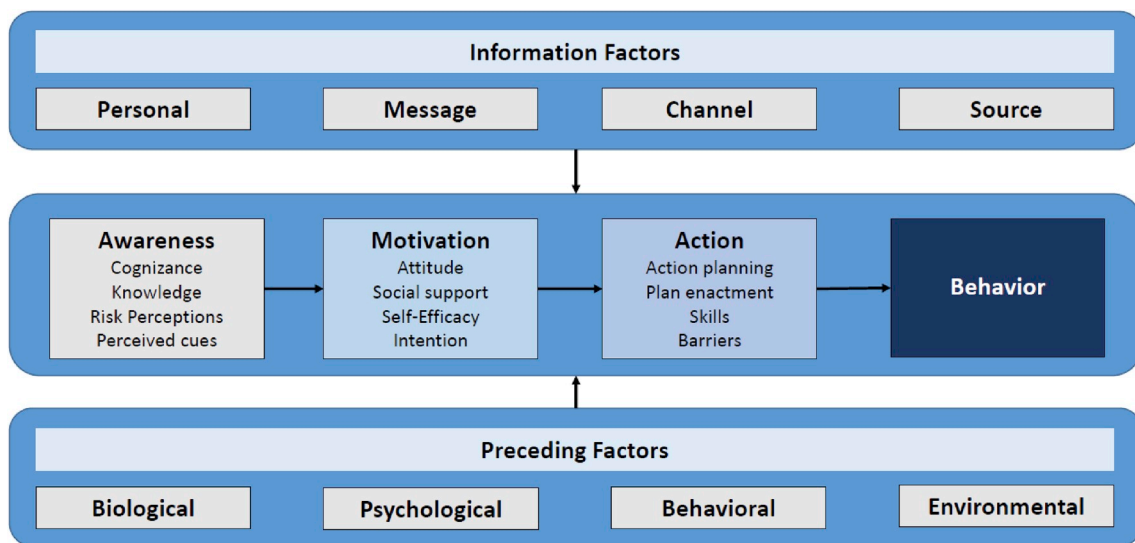 Information Factors
Personal
Message
Channel
Source
Awareness
Cognizance
Knowledge
Risk Perceptions
Perceived cues
Motivation
Attitude
Social support
Self-Efficacy
Intention
Action
Action planning
Plan enactment
Skills
Barriers
Behavior
Preceding Factors
Biological
Psychological
Behavioral
Environmental